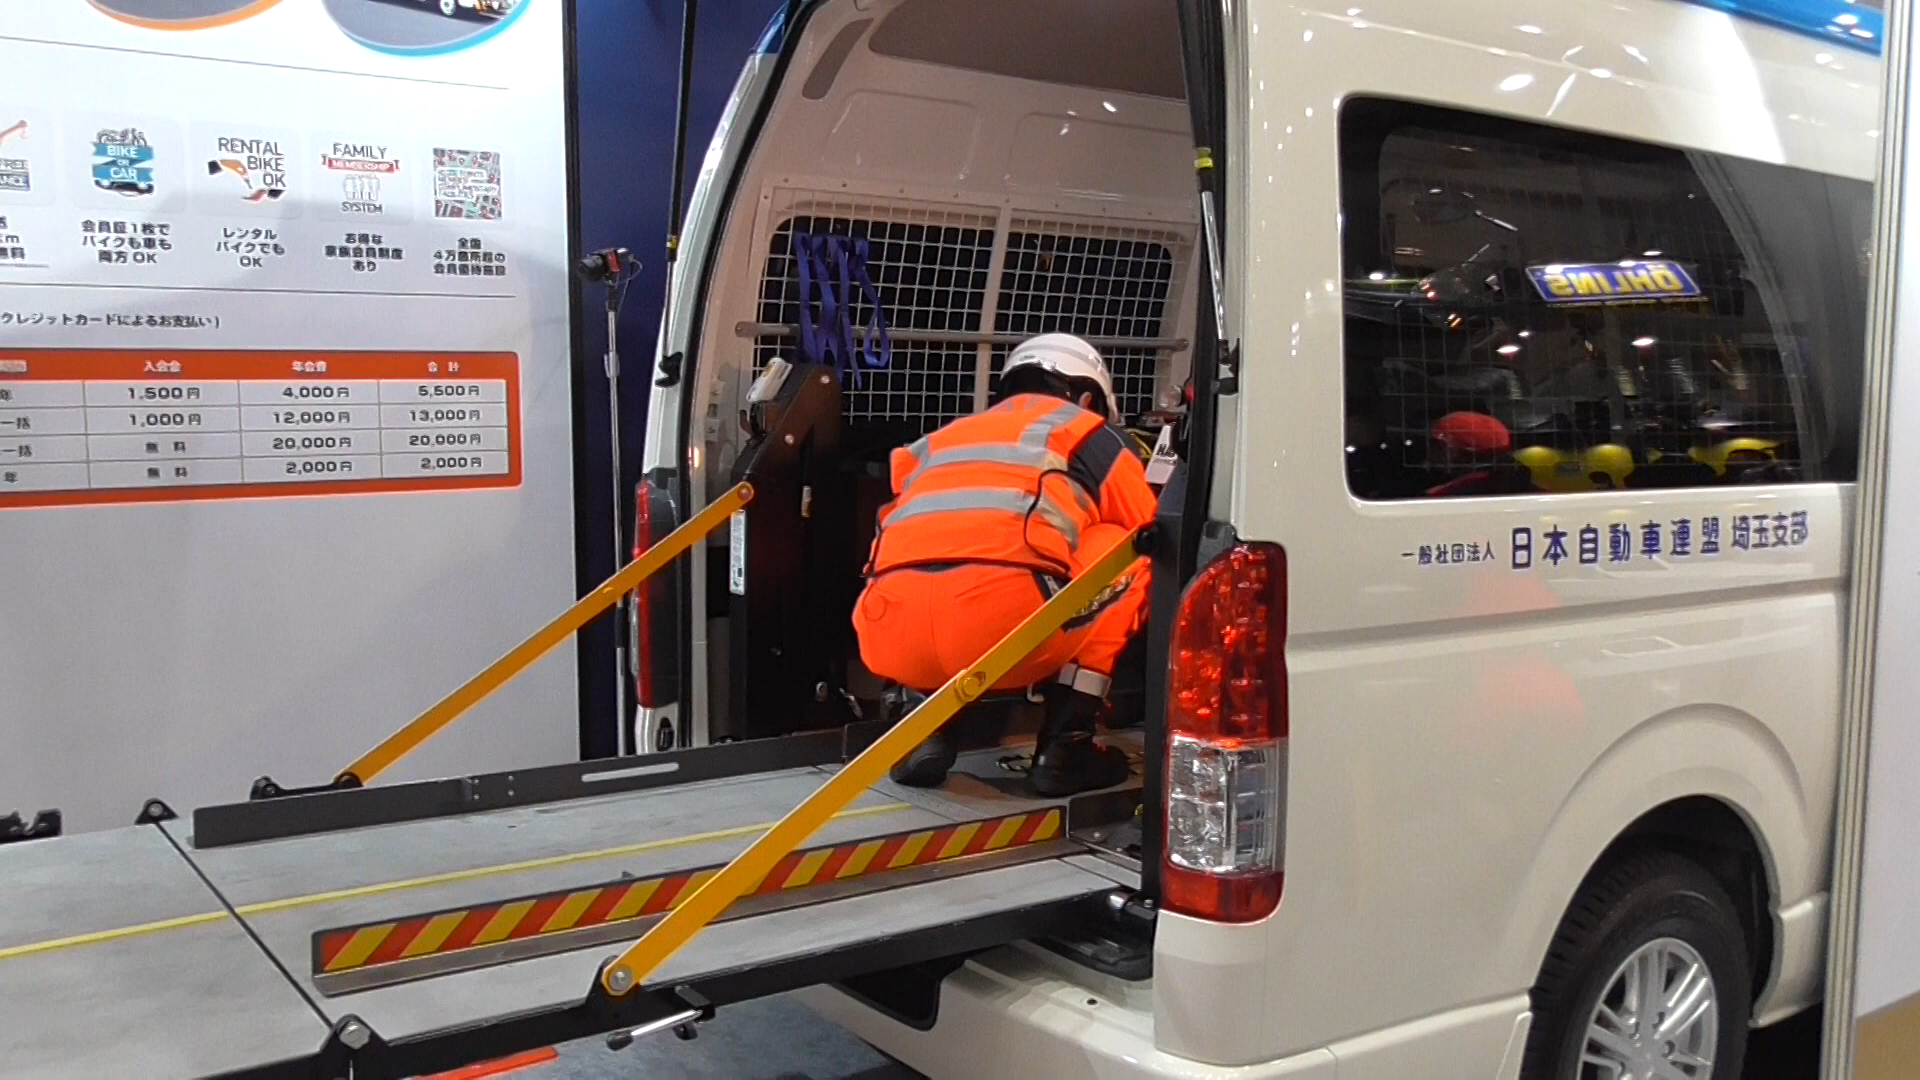 BIKE
OR
CAR
RENTAL
BIKE
OK
FAMILY
MEMBERSHIP
SYSTEM
会員証1枚で
バイクも車も
両方OK
レンタル
バイクでも
OK
お得な
家族会員制度
あり
全国
4万箇所超の
会員優待施設
クレジットカードによるお支払い)
入会金 年会費 合計
年 1,500円 4,000円 5,500円
一括 1,000円 12,000円 13,000円
一括 無料 20,000円 20,000円
年 無料 2,000円 2,000円
ÖHLINS
一般社団法人 日本自動車連盟 埼玉支部